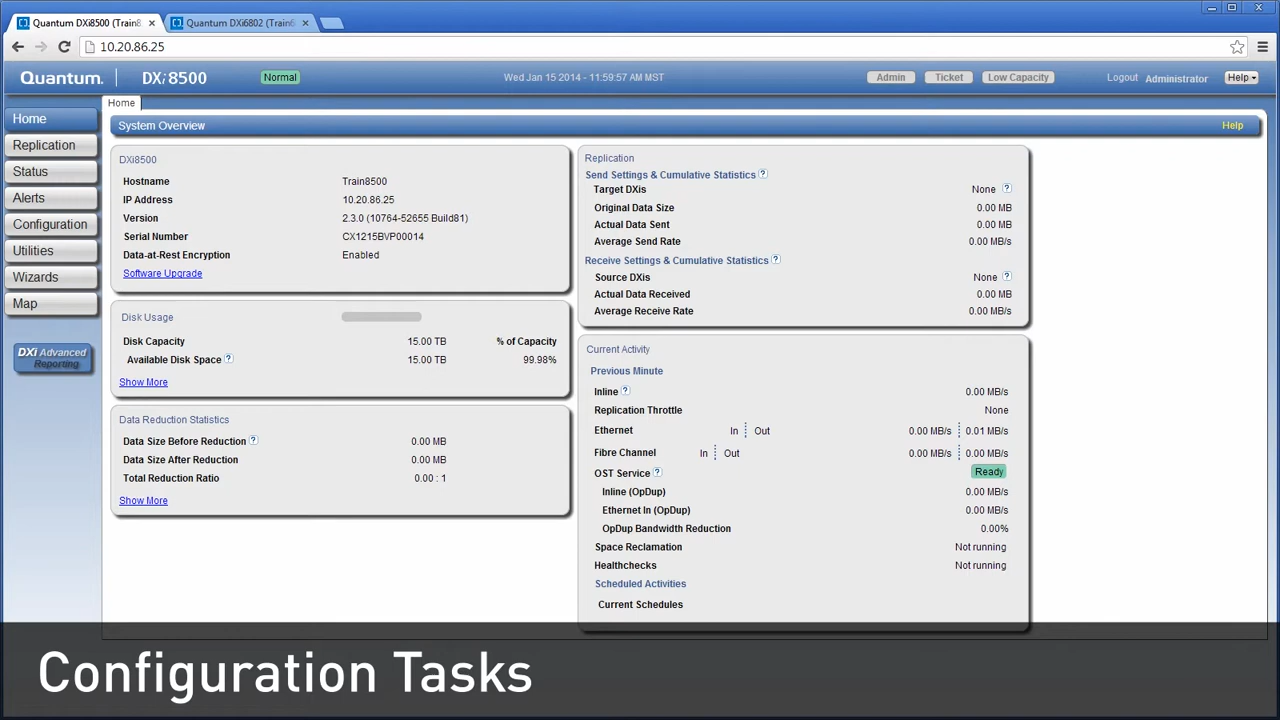 Quantum DXi8500 (Train8
Quantum DXi6802 (Train6
10.20.86.25
Quantum. DXi8500 Normal Wed Jan 15 2014 - 11:59:57 AM MST Admin Ticket Low Capacity Logout Administrator Help
Home
Replication
Status
Alerts
Configuration
Utilities
Wizards
Map
DXi Advanced
Reporting
Home
System Overview Help
DXi8500
Hostname Train8500
IP Address 10.20.86.25
Version 2.3.0 (10764-52655 Build81)
Serial Number CX1215BVP00014
Data-at-Rest Encryption Enabled
Software Upgrade
Disk Usage
Disk Capacity 15.00 TB % of Capacity
Available Disk Space ? 15.00 TB 99.98%
Show More
Data Reduction Statistics
Data Size Before Reduction ? 0.00 MB
Data Size After Reduction 0.00 MB
Total Reduction Ratio 0.00 : 1
Show More
Replication
Send Settings & Cumulative Statistics ?
Target DXis None ?
Original Data Size 0.00 MB
Actual Data Sent 0.00 MB
Average Send Rate 0.00 MB/s
Receive Settings & Cumulative Statistics ?
Source DXis None ?
Actual Data Received 0.00 MB
Average Receive Rate 0.00 MB/s
Current Activity
Previous Minute
Inline ? 0.00 MB/s
Replication Throttle None
Ethernet In Out 0.00 MB/s 0.01 MB/s
Fibre Channel In Out 0.00 MB/s 0.00 MB/s
OST Service ? Ready
Inline (OpDup) 0.00 MB/s
Ethernet In (OpDup) 0.00 MB/s
OpDup Bandwidth Reduction 0.00%
Space Reclamation Not running
Healthchecks Not running
Scheduled Activities
Current Schedules
Configuration Tasks